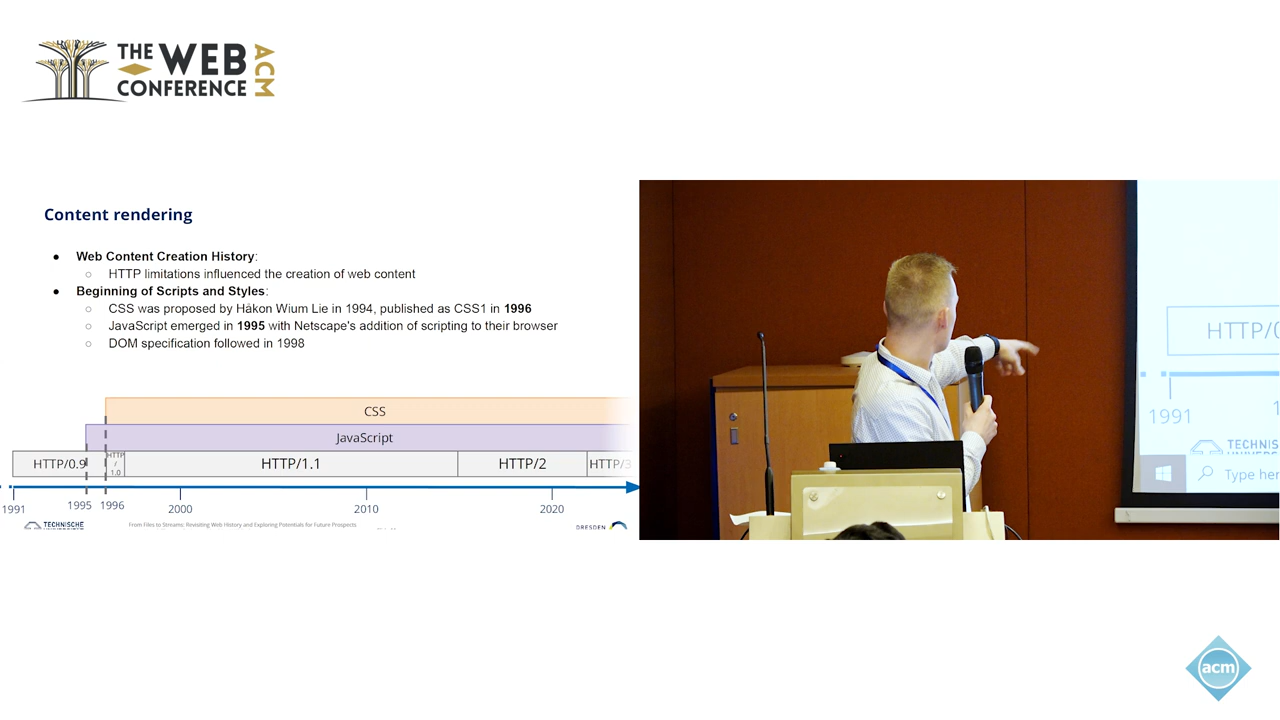 THE WEB
CONFERENCE
ACM
Content rendering
● Web Content Creation History:
○ HTTP limitations influenced the creation of web content
● Beginning of Scripts and Styles:
○ CSS was proposed by Håkon Wium Lie in 1994, published as CSS1 in 1996
○ JavaScript emerged in 1995 with Netscape's addition of scripting to their browser
○ DOM specification followed in 1998
CSS
JavaScript
HTTP/0.9
HTTP
/
1.0
HTTP/1.1
HTTP/2
HTTP/3
1991
1995
1996
2000
2010
2020
TECHNISCHE
From Files to Streams: Revisiting Web History and Exploring Potentials for Future Prospects
DRESDEN
HTTP/0
1991
1
TECHNIS
Type her
acm